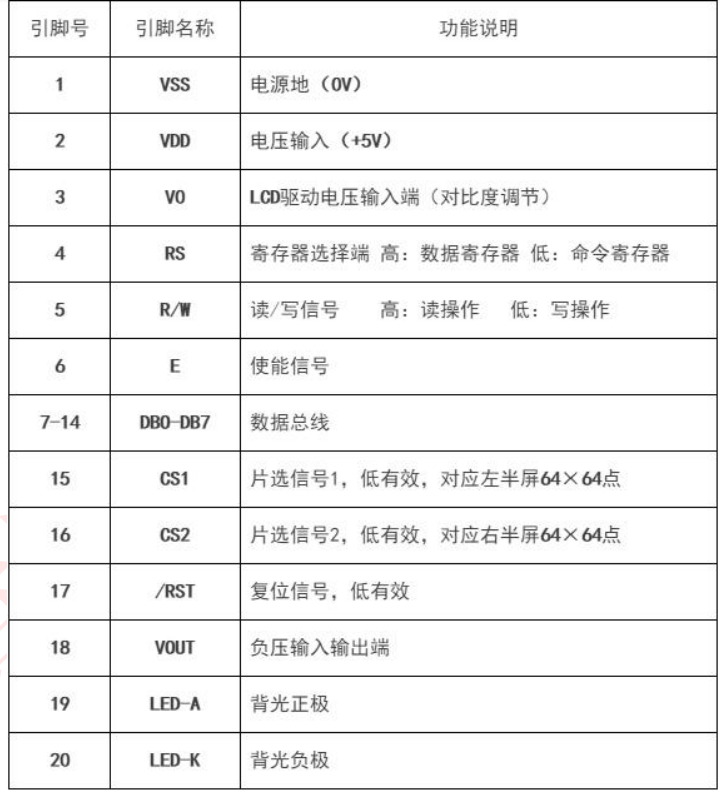 引脚号 引脚名称 功能说明
1 VSS 电源地（0V）
2 VDD 电压输入（+5V）
3 V0 LCD驱动电压输入端（对比度调节）
4 RS 寄存器选择端 高：数据寄存器 低：命令寄存器
5 R/W 读/写信号 高：读操作 低：写操作
6 E 使能信号
7-14 DB0-DB7 数据总线
15 CS1 片选信号1，低有效，对应左半屏64×64点
16 CS2 片选信号2，低有效，对应右半屏64×64点
17 /RST 复位信号，低有效
18 VOUT 负压输入输出端
19 LED-A 背光正极
20 LED-K 背光负极